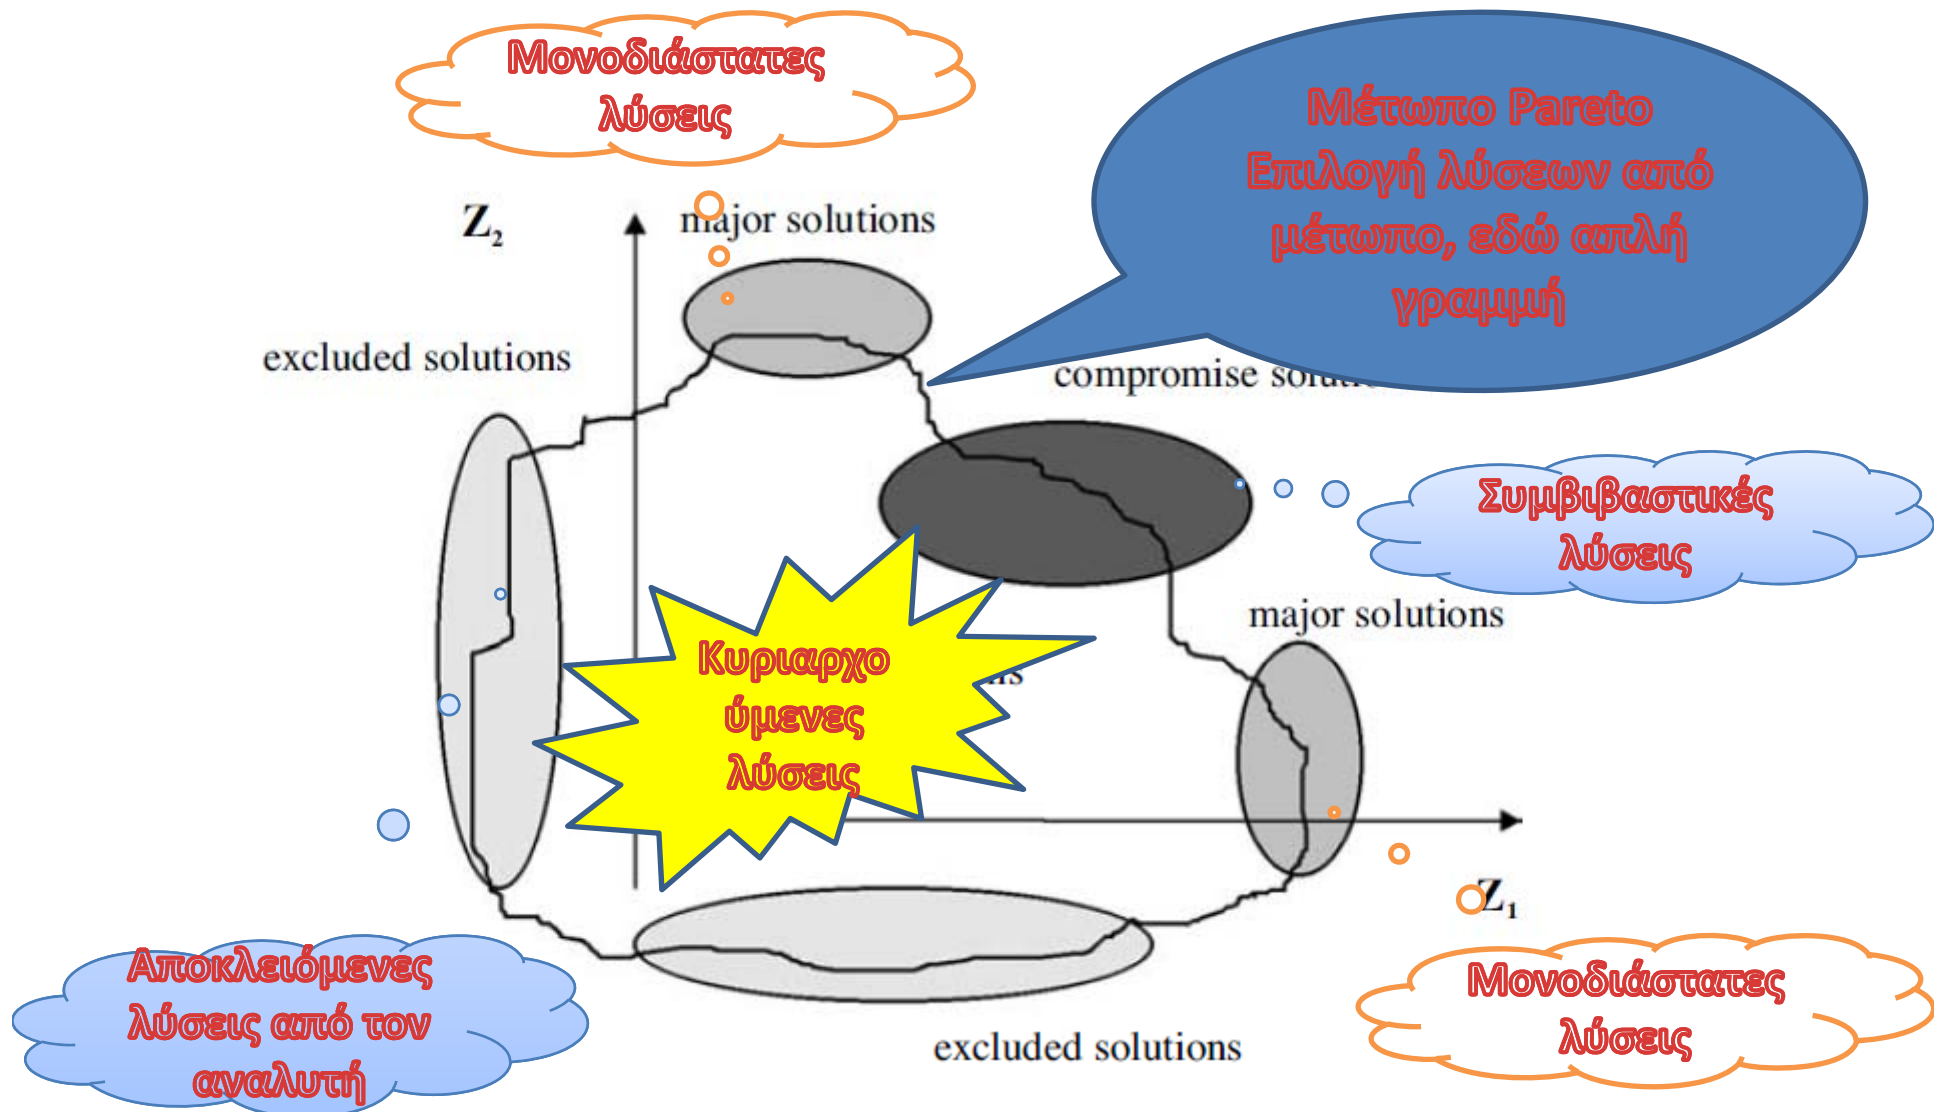 Μονοδιάστατες
λύσεις
Μέτωπο Pareto
Επιλογή λύσεων από
μέτωπο, εδώ απλή
γραμμή
Z₂
major solutions
excluded solutions
compromise
Συμβιβαστικές
λύσεις
major solutions
Κυριαρχο
ύμενες
λύσεις
Z₁
Αποκλειόμενες
λύσεις από τον
αναλυτή
Μονοδιάστατες
λύσεις
excluded solutions